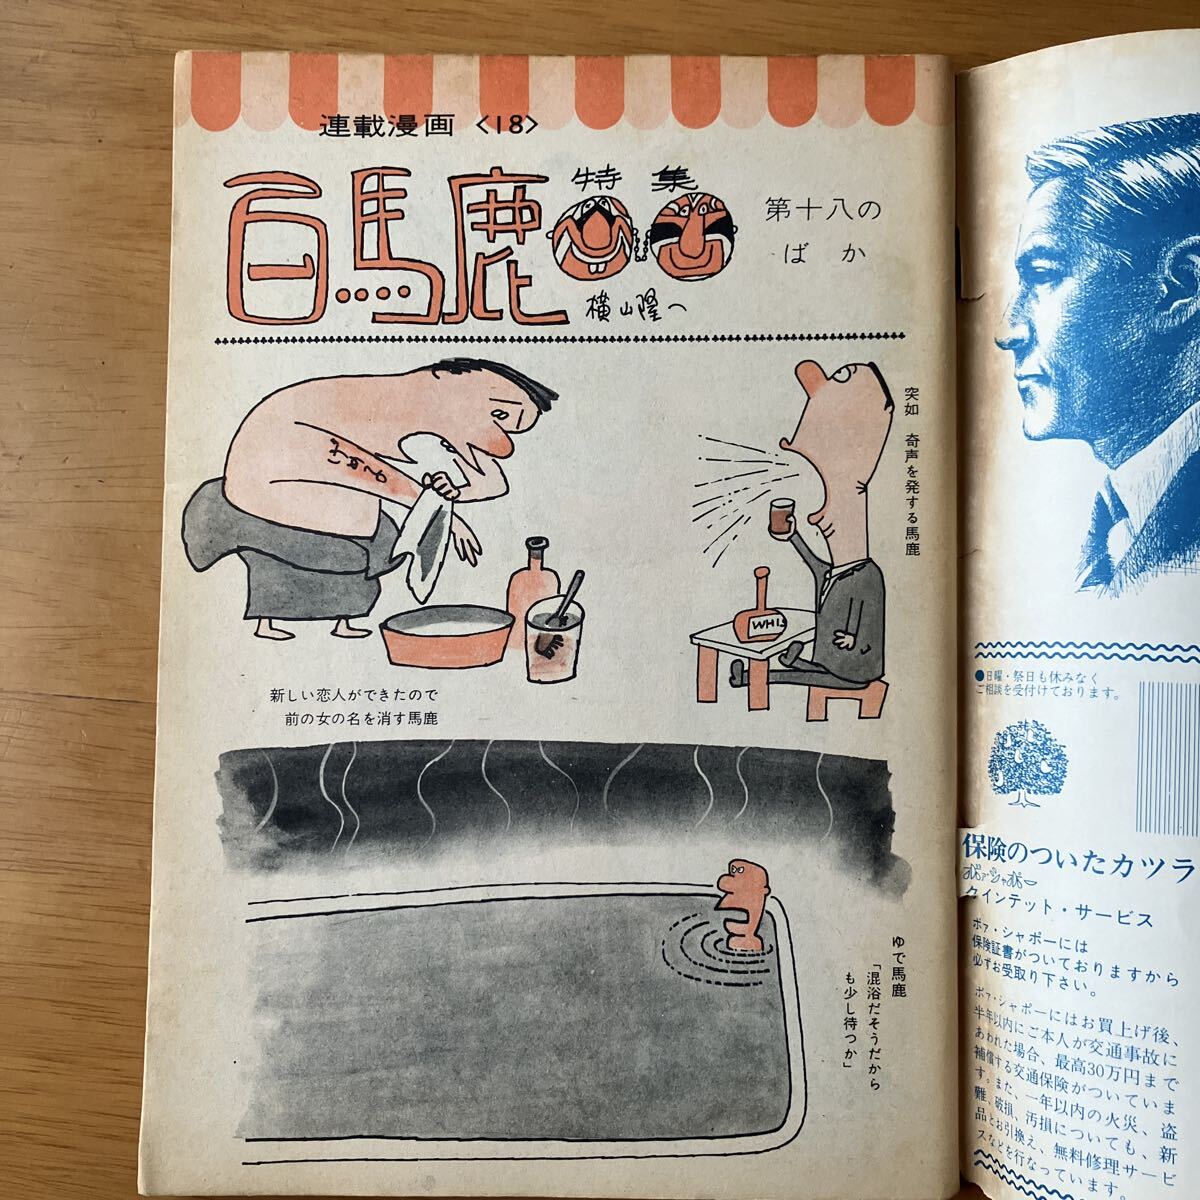 連載漫画 〈18〉
百馬鹿
特集
第十八の
ばか
横山隆一
突如 奇声を発する馬鹿
WHIS
新しい恋人ができたので
前の女の名を消す馬鹿
ゆで馬鹿
「混浴だそうだから
も少し待つか」
●日曜・祭日も休みなく
ご相談を受付けております。
保険のついたカツラ
ボァ・シャポー
クインテット・サービス
ボァ・シャポーには
保険証書がついておりますから
必ずお受取り下さい。
ボァ・シャポーにはお買上げ後、
半年以内にご本人が交通事故に
あわれた場合、最高30万円まで
補償する交通保険がついていま
す。また、一年以内の火災、盗
難、破損、汚損についても、新
品とお引換え、無料修理サービ
スなどを行なっています。